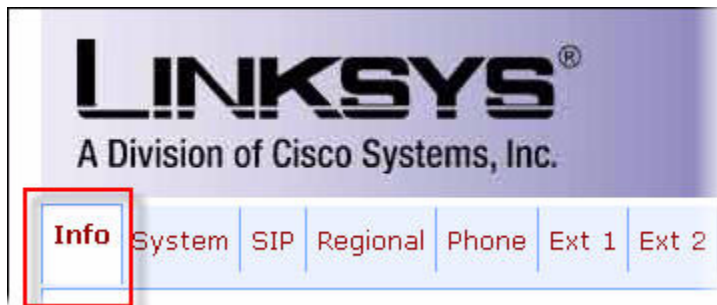 LINKSYS®
A Division of Cisco Systems, Inc.
Info System SIP Regional Phone Ext 1 Ext 2